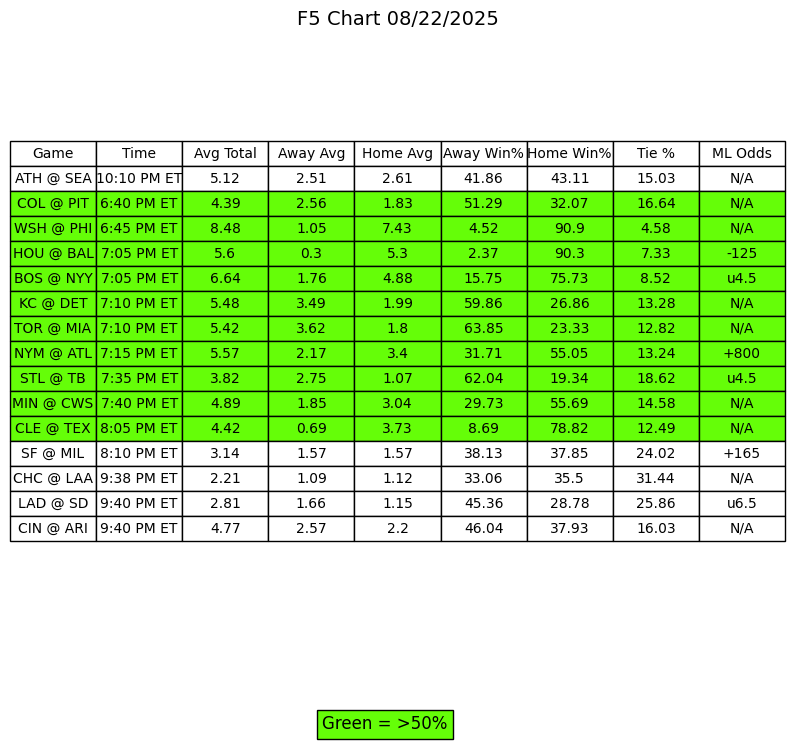 F5 Chart 08/22/2025
Game Time Avg Total Away Avg Home Avg Away Win% Home Win% Tie % ML Odds
ATH @ SEA 10:10 PM ET 5.12 2.51 2.61 41.86 43.11 15.03 N/A
COL @ PIT 6:40 PM ET 4.39 2.56 1.83 51.29 32.07 16.64 N/A
WSH @ PHI 6:45 PM ET 8.48 1.05 7.43 4.52 90.9 4.58 N/A
HOU @ BAL 7:05 PM ET 5.6 0.3 5.3 2.37 90.3 7.33 -125
BOS @ NYY 7:05 PM ET 6.64 1.76 4.88 15.75 75.73 8.52 u4.5
KC @ DET 7:10 PM ET 5.48 3.49 1.99 59.86 26.86 13.28 N/A
TOR @ MIA 7:10 PM ET 5.42 3.62 1.8 63.85 23.33 12.82 N/A
NYM @ ATL 7:15 PM ET 5.57 2.17 3.4 31.71 55.05 13.24 +800
STL @ TB 7:35 PM ET 3.82 2.75 1.07 62.04 19.34 18.62 u4.5
MIN @ CWS 7:40 PM ET 4.89 1.85 3.04 29.73 55.69 14.58 N/A
CLE @ TEX 8:05 PM ET 4.42 0.69 3.73 8.69 78.82 12.49 N/A
SF @ MIL 8:10 PM ET 3.14 1.57 1.57 38.13 37.85 24.02 +165
CHC @ LAA 9:38 PM ET 2.21 1.09 1.12 33.06 35.5 31.44 N/A
LAD @ SD 9:40 PM ET 2.81 1.66 1.15 45.36 28.78 25.86 u6.5
CIN @ ARI 9:40 PM ET 4.77 2.57 2.2 46.04 37.93 16.03 N/A
Green = >50%